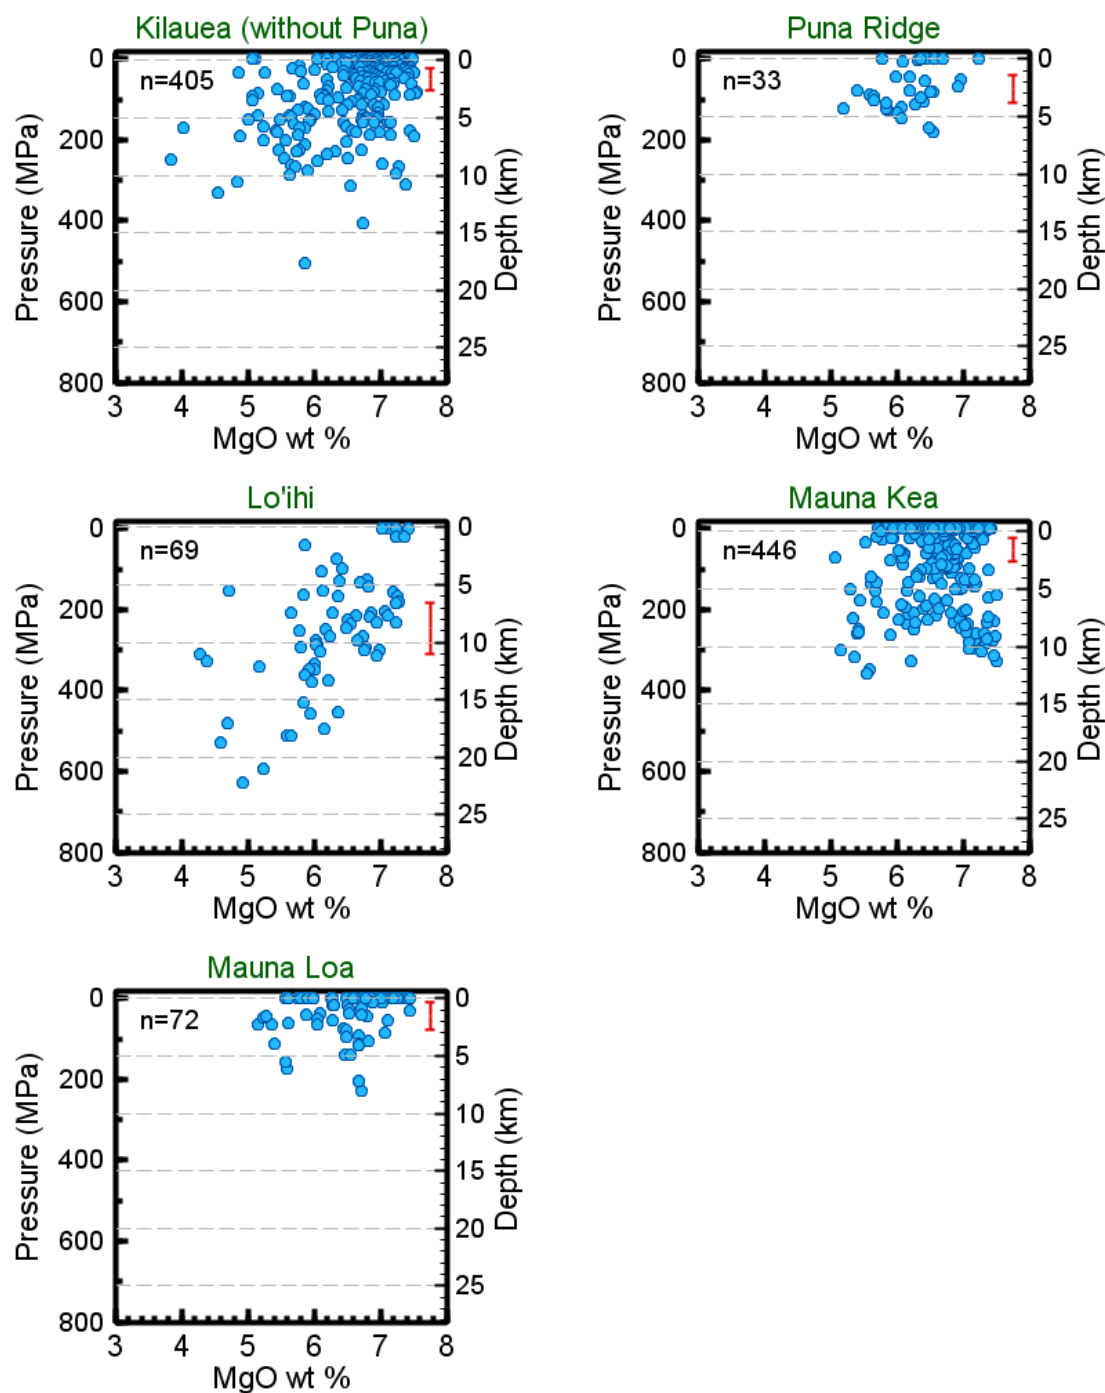 Kilauea (without Puna)
n=405
0
200
400
600
800
Pressure (MPa)
0
5
10
15
20
25
Depth (km)
3 4 5 6 7 8
MgO wt %
Puna Ridge
n=33
0
200
400
600
800
Pressure (MPa)
0
5
10
15
20
25
Depth (km)
3 4 5 6 7 8
MgO wt %
Lo'ihi
n=69
0
200
400
600
800
Pressure (MPa)
0
5
10
15
20
25
Depth (km)
3 4 5 6 7 8
MgO wt %
Mauna Kea
n=446
0
200
400
600
800
Pressure (MPa)
0
5
10
15
20
25
Depth (km)
3 4 5 6 7 8
MgO wt %
Mauna Loa
n=72
0
200
400
600
800
Pressure (MPa)
0
5
10
15
20
25
Depth (km)
3 4 5 6 7 8
MgO wt %